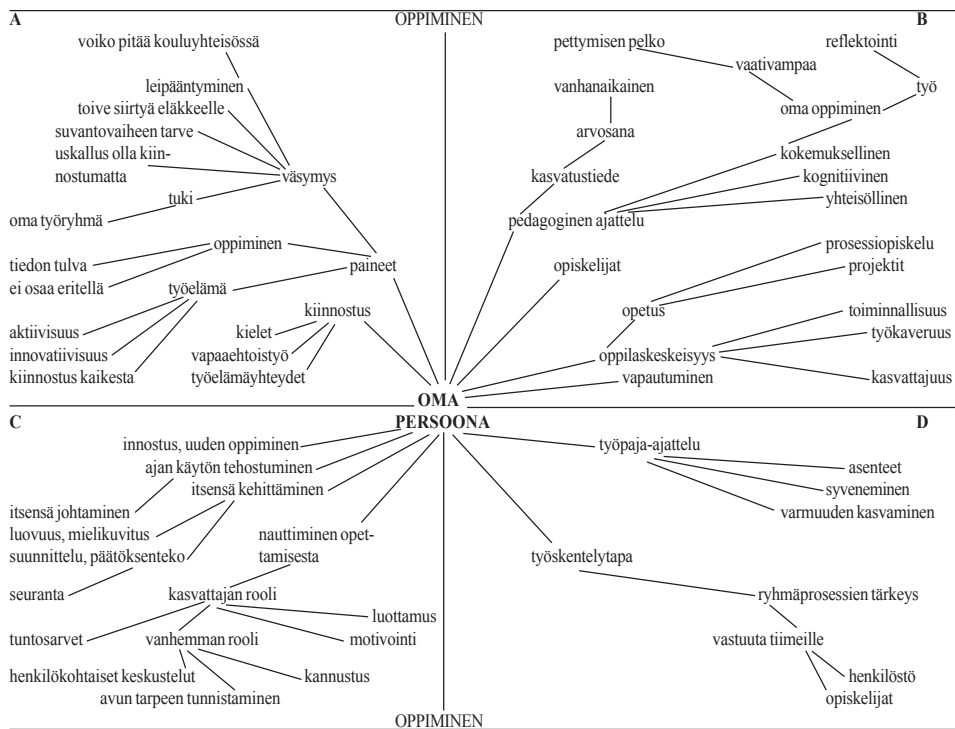 OPPIMINEN
A
B
voiko pitää kouluyhteisössä
leipääntyminen
toive siirtyä eläkkeelle
suvantovaiheen tarve
uskallus olla kiin-
nostumatta
väsymys
tuki
oma työryhmä
oppiminen
tiedon tulva
paineet
ei osaa eritellä
työelämä
kiinnostus
aktiivisuus
kielet
innovatiivisuus
vapaaehtoistyö
kiinnostus kaikesta
työelämäyhteydet
pettymisen pelko
reflektointi
vaativampaa
vanhanaikainen
työ
oma oppiminen
arvosana
kokemuksellinen
kasvatustiede
kognitiivinen
yhteisöllinen
pedagoginen ajattelu
prosessiopiskelu
opiskelijat
projektit
opetus
toiminnallisuus
työkaveruus
oppilaskeskeisyys
vapautuminen
kasvattajuus
OMA
PERSOONA
C
D
innostus, uuden oppiminen
ajan käytön tehostuminen
itsensä kehittäminen
itsensä johtaminen
luovuus, mielikuvitus
nauttiminen opet-
tamisesta
suunnittelu, päätöksenteko
seuranta
kasvattajan rooli
luottamus
tuntosarvet
vanhemman rooli
motivointi
henkilökohtaiset keskustelut
kannustus
avun tarpeen tunnistaminen
työpaja-ajattelu
asenteet
syveneminen
varmuuden kasvaminen
työskentelytapa
ryhmäprosessien tärkeys
vastuuta tiimeille
henkilöstö
opiskelijat
OPPIMINEN